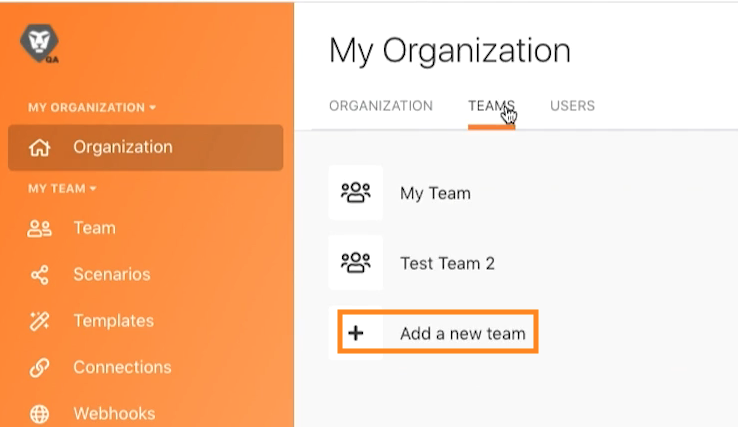 QA
MY ORGANIZATION
Organization
MY TEAM
Team
Scenarios
Templates
Connections
Webhooks
My Organization
ORGANIZATION TEAMS USERS
My Team
Test Team 2
Add a new team